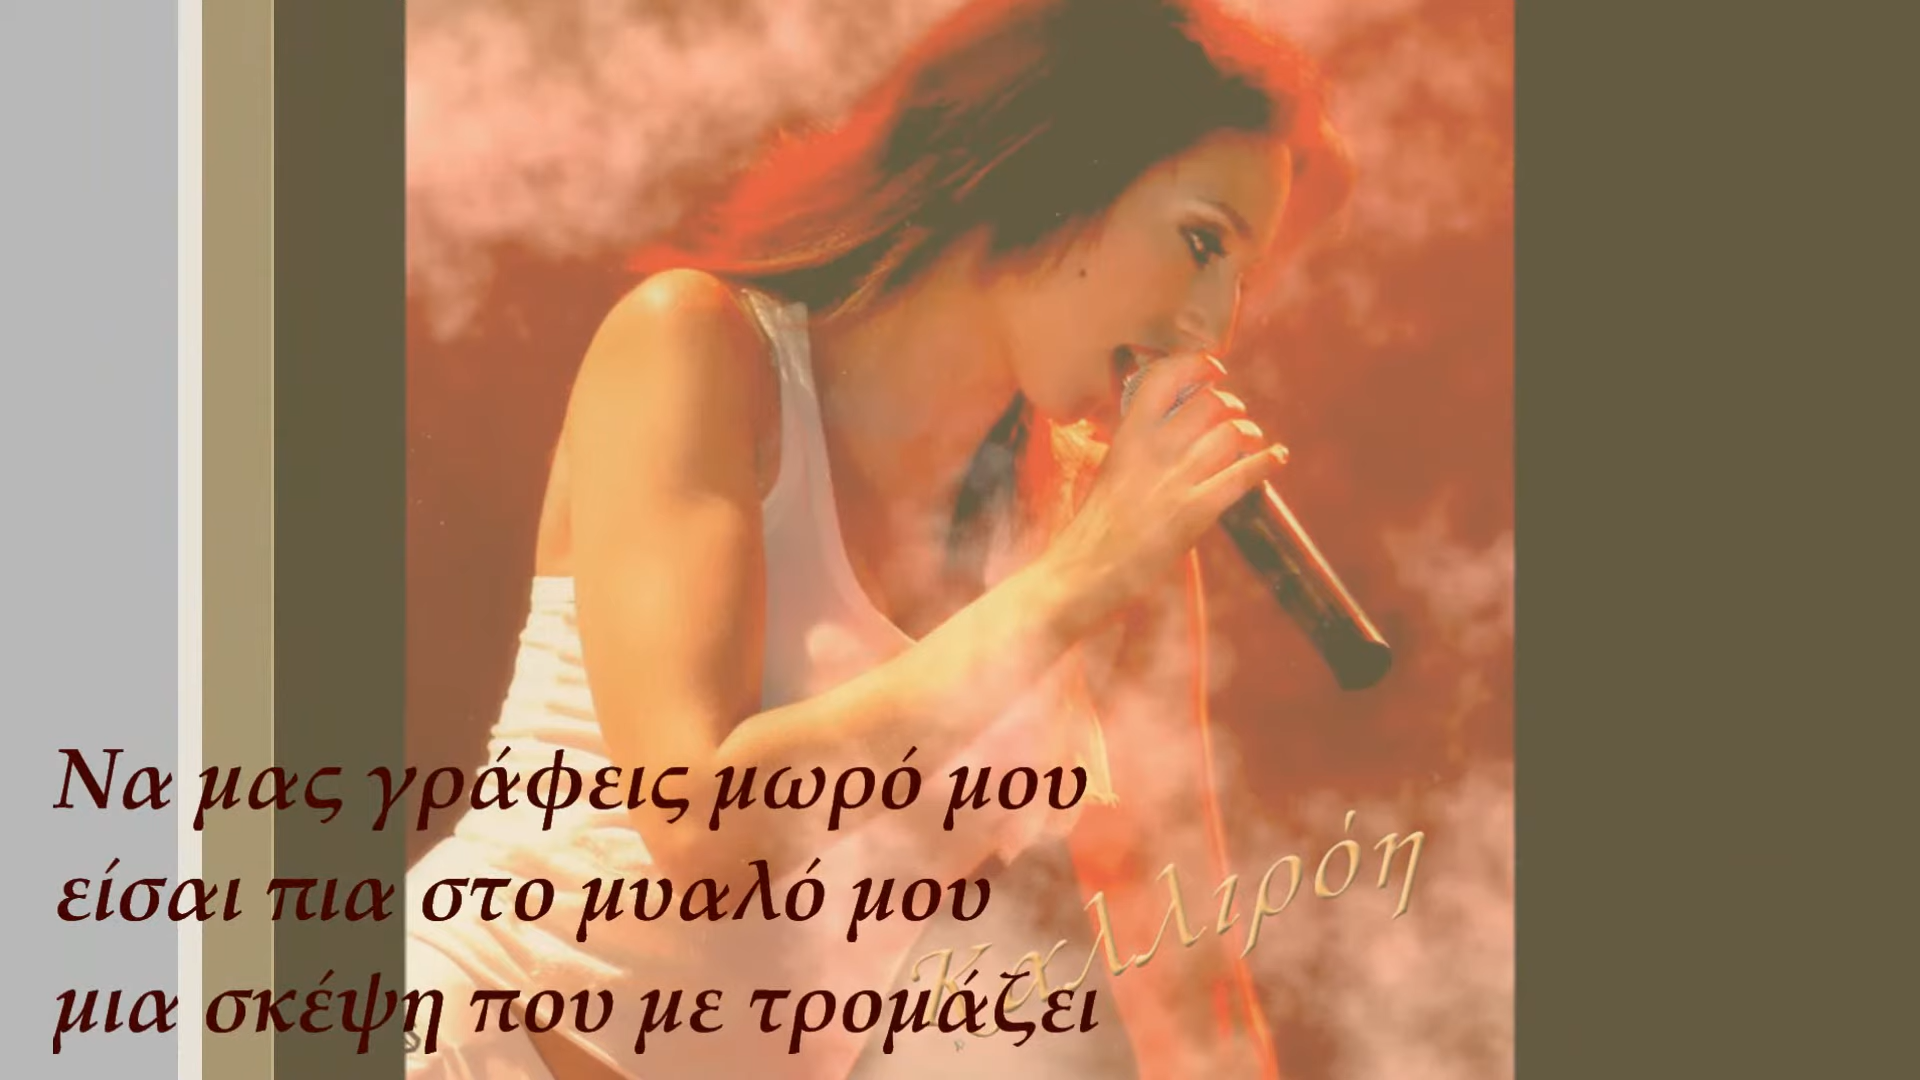 Να μας γράφεις μωρό μου
είσαι πια στο μυαλό μου
μια σκέψη που με τρομάζει
Καλλιρόη